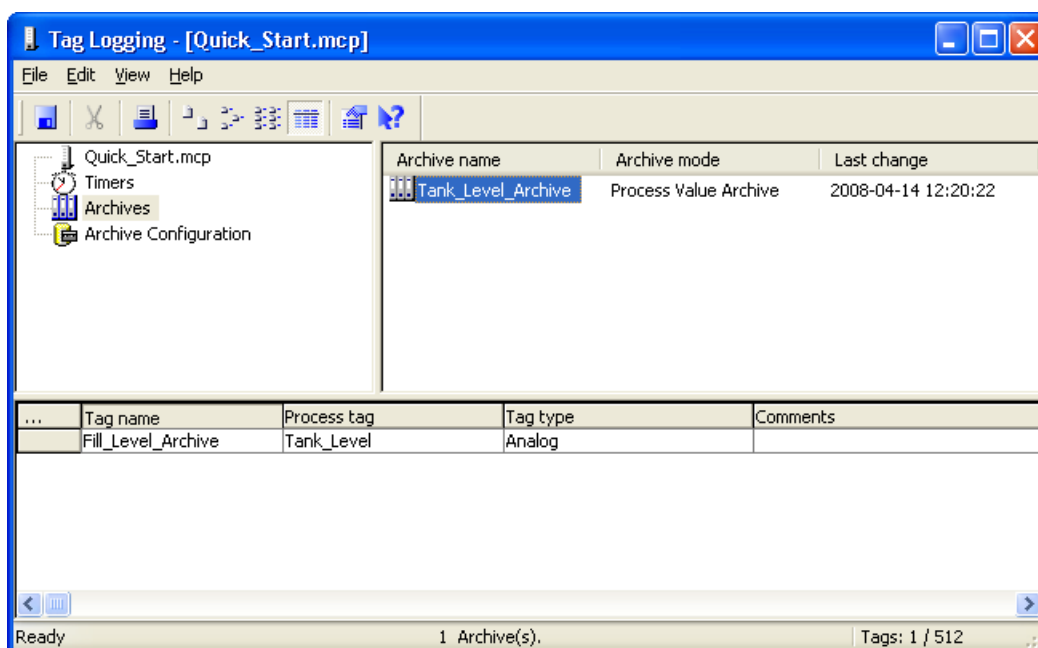 Tag Logging - [Quick_Start.mcp]
File Edit View Help
Quick_Start.mcp
Timers
Archives
Archive Configuration
Archive name Archive mode Last change
Tank_Level_Archive Process Value Archive 2008-04-14 12:20:22
... Tag name Process tag Tag type Comments
Fill_Level_Archive Tank_Level Analog
Ready 1 Archive(s). Tags: 1 / 512